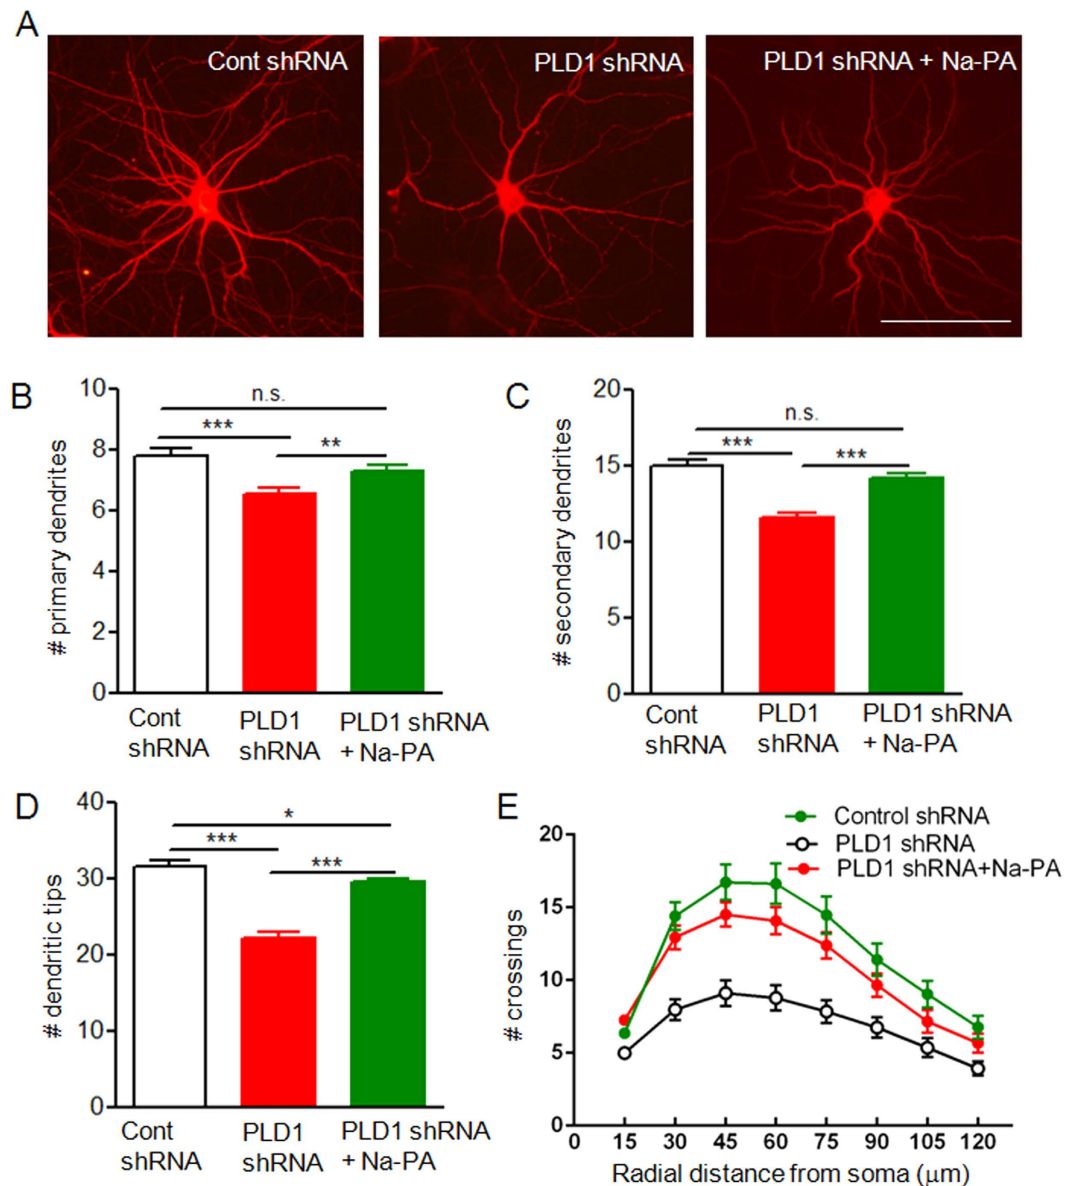 A
Cont shRNA
PLD1 shRNA
PLD1 shRNA + Na-PA
B
# primary dendrites
10
8
6
4
2
0
n.s.
***
**
Cont
shRNA
PLD1
shRNA
PLD1 shRNA
+ Na-PA
C
# secondary dendrites
20
15
10
5
0
n.s.
***
***
Cont
shRNA
PLD1
shRNA
PLD1 shRNA
+ Na-PA
D
# dendritic tips
40
30
20
10
0
*
***
***
Cont
shRNA
PLD1
shRNA
PLD1 shRNA
+ Na-PA
E
Control shRNA
PLD1 shRNA
PLD1 shRNA+Na-PA
# crossings
20
15
10
5
0
0 15 30 45 60 75 90 105 120
Radial distance from soma (µm)